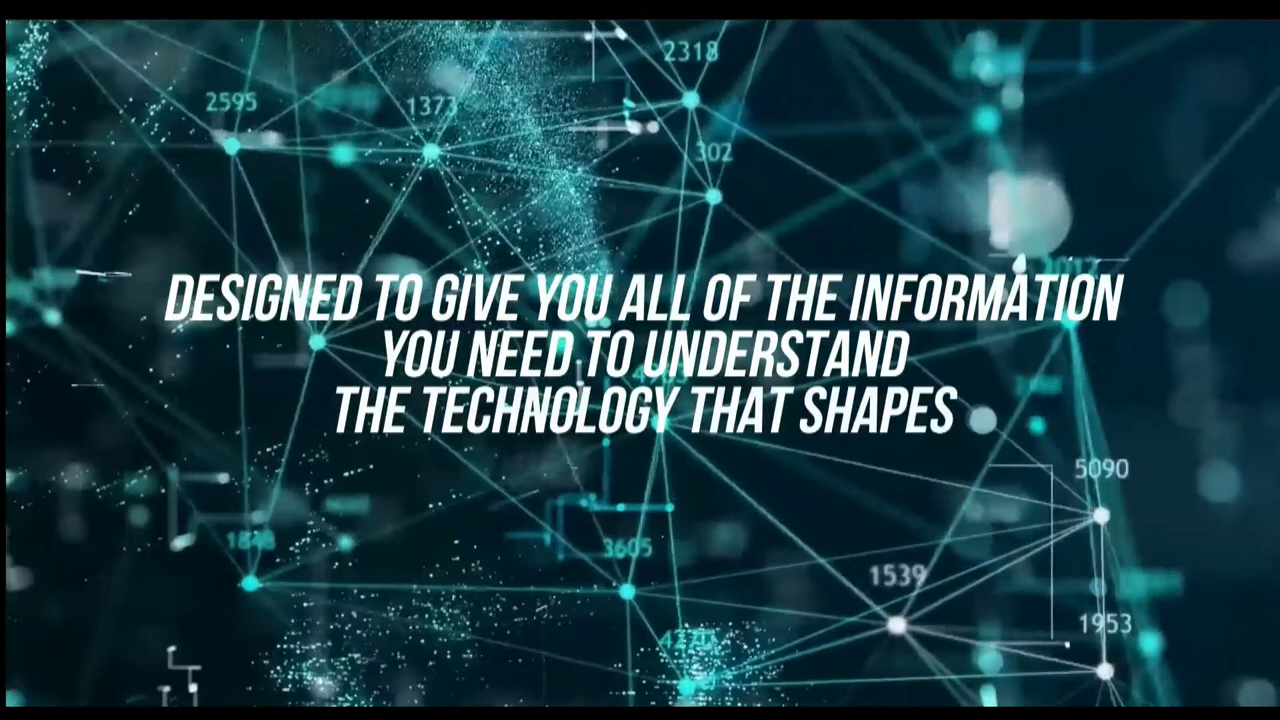 2318
2595
1373
302
DESIGNED TO GIVE YOU ALL OF THE INFORMATION
YOU NEED TO UNDERSTAND
THE TECHNOLOGY THAT SHAPES
5090
3605
1539
1953